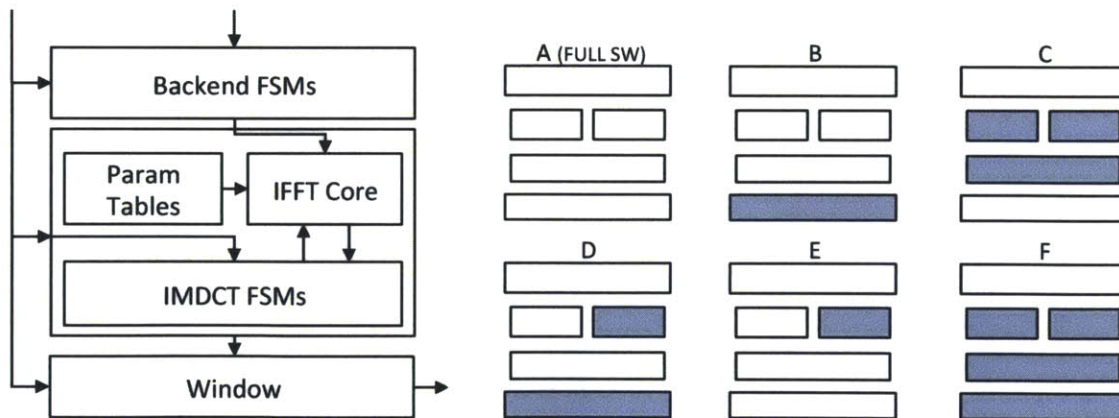 Backend FSMs
Param
Tables
IFFT Core
IMDCT FSMs
Window
A (FULL SW)
B
C
D
E
F